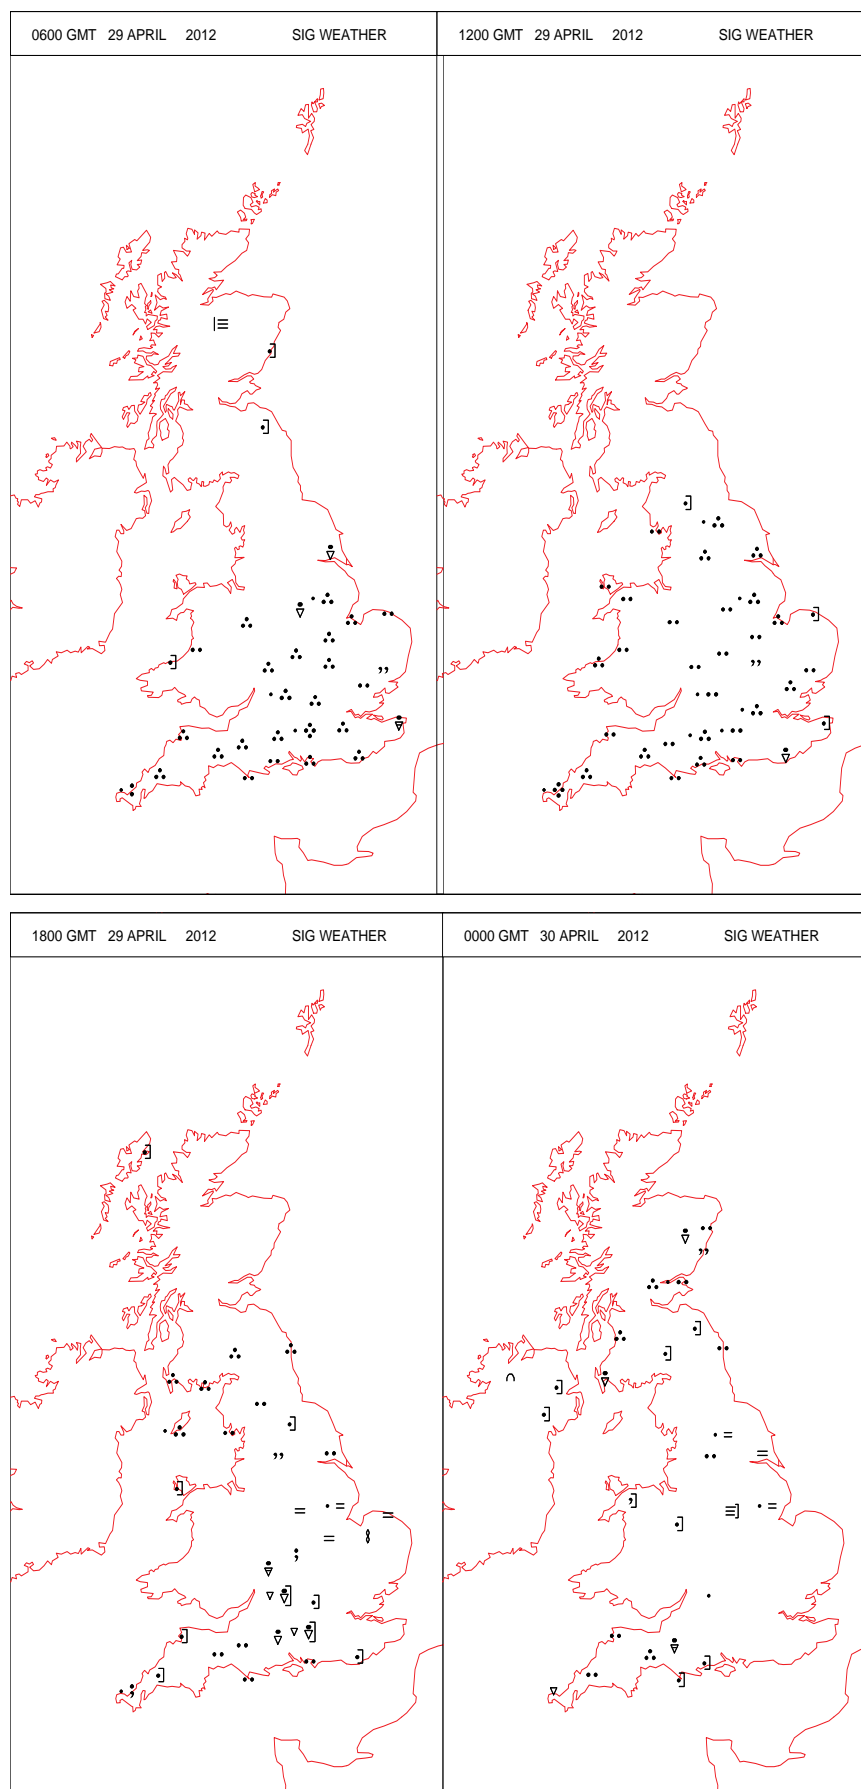 0600 GMT 29 APRIL 2012 SIG WEATHER
1200 GMT 29 APRIL 2012 SIG WEATHER
1800 GMT 29 APRIL 2012 SIG WEATHER
0000 GMT 30 APRIL 2012 SIG WEATHER